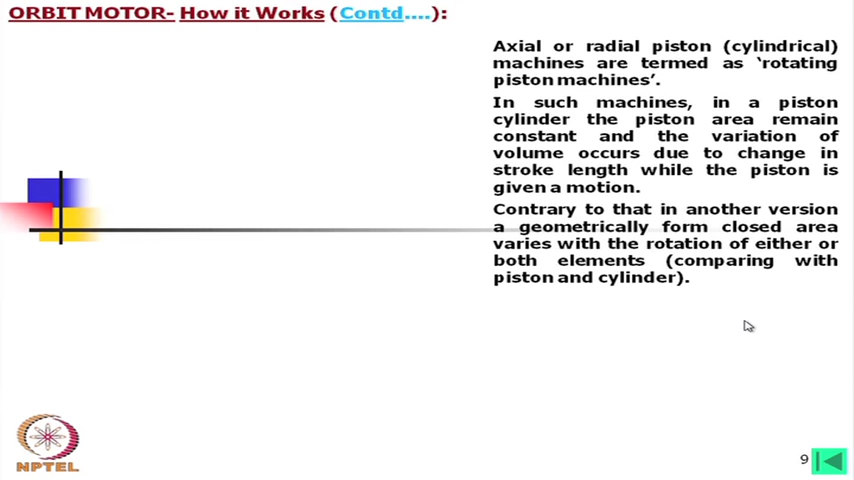 ORBIT MOTOR- How it Works (Contd....):
Axial or radial piston (cylindrical)
machines are termed as ‘rotating
piston machines’.
In such machines, in a piston
cylinder the piston area remain
constant and the variation of
volume occurs due to change in
stroke length while the piston is
given a motion.
Contrary to that in another version
a geometrically form closed area
varies with the rotation of either or
both elements (comparing with
piston and cylinder).
NPTEL
9